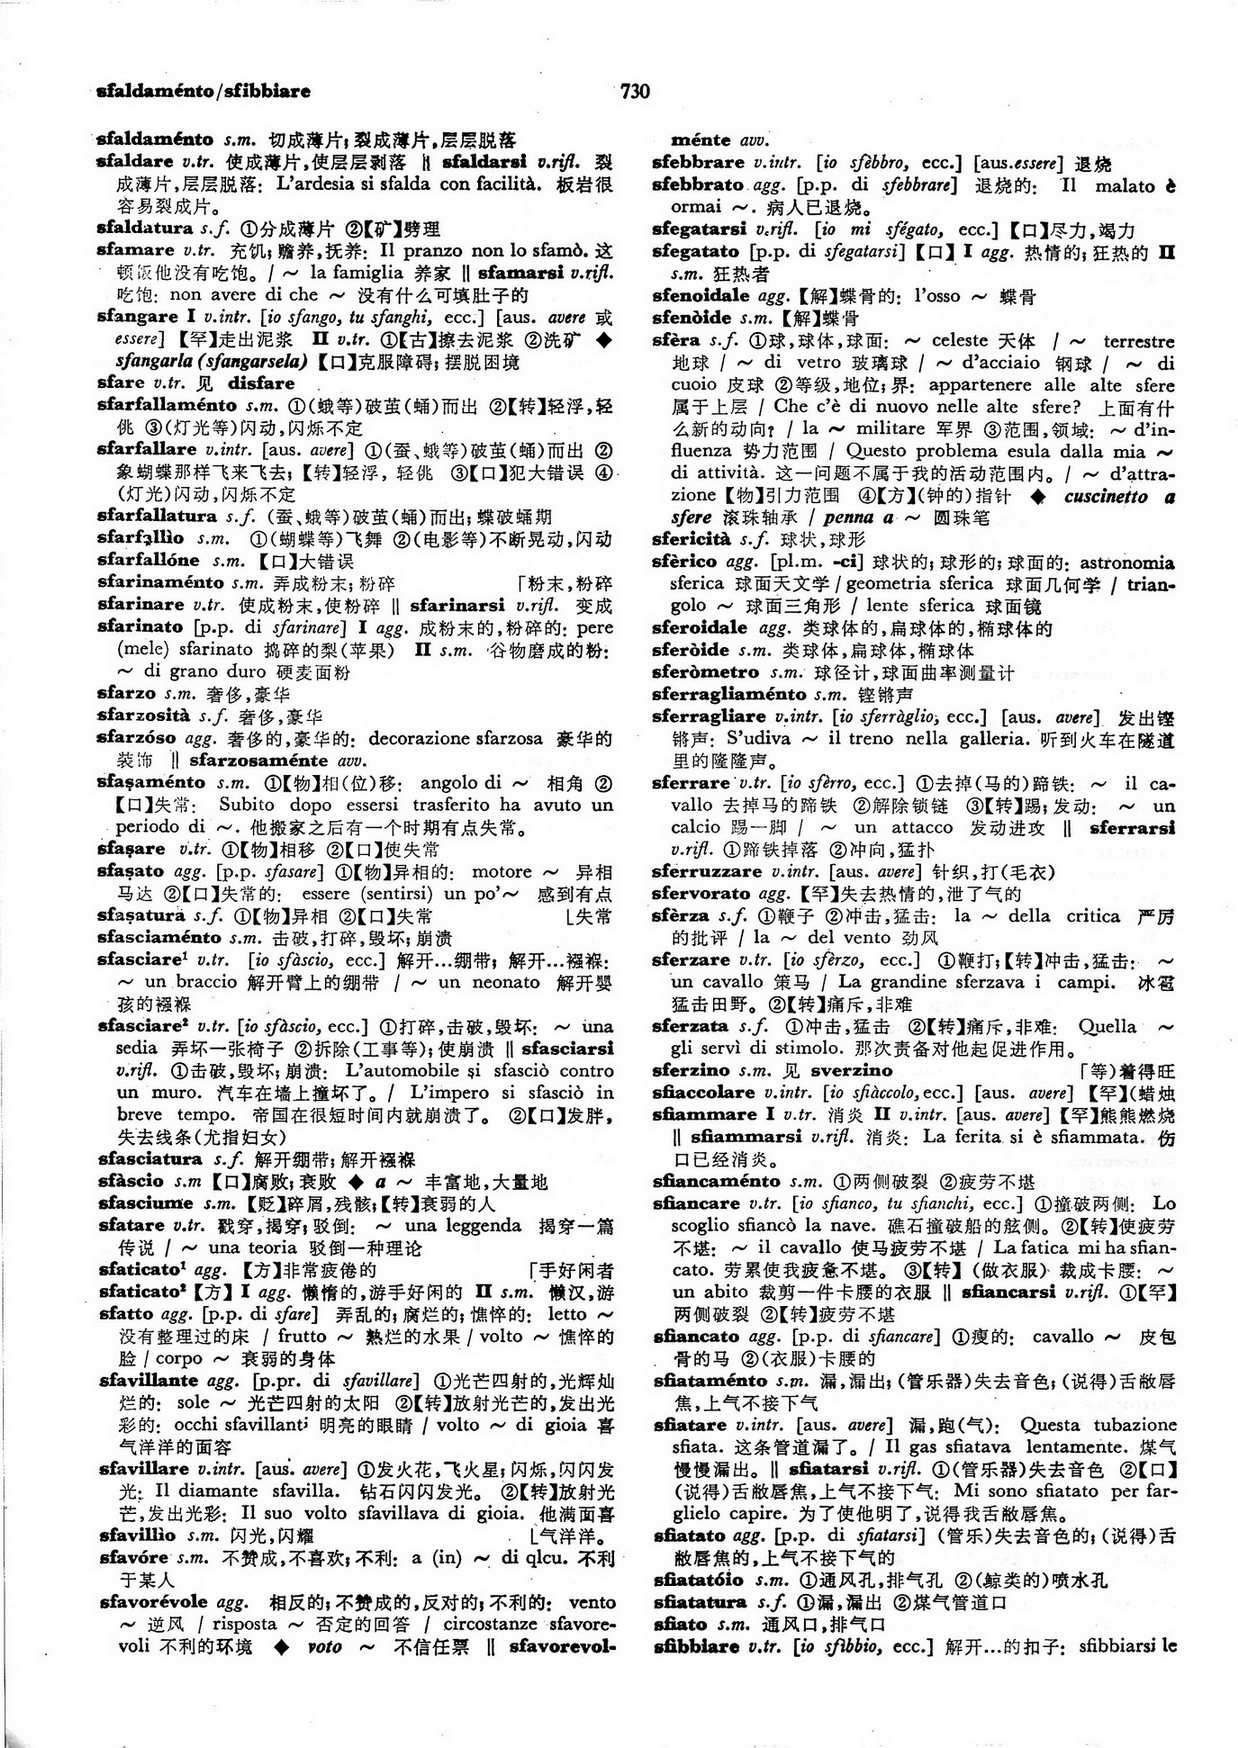 sfaldaménto/sfibbiare
730
sfaldaménto s.m. 切成薄片；裂成薄片，层层脱落
sfaldare v.tr. 使成薄片，使层层剥落 ‖ sfaldarsi v.rifl. 裂
成薄片，层层脱落： L'ardesia si sfalda con facilità. 板岩很
容易裂成片。
sfaldatura s.f. ①分成薄片 ②【矿】劈理
sfamare v.tr. 充饥；赡养，抚养： Il pranzo non lo sfamò. 这
顿饭他没有吃饱。/ ～ la famiglia 养家 ‖ sfamarsi v.rifl.
吃饱： non avere di che ～ 没有什么可填肚子的
sfangare I v.intr. [io sfango, tu sfanghi, ecc.] [aus. avere 或
essere] 【罕】走出泥浆 II v.tr. ①【古】擦去泥浆 ②洗矿 ◆
sfangarla (sfangarsela) 【口】克服障碍；摆脱困境
sfare v.tr. 见 disfare
sfarfallaménto s.m. ①(蛾等)破茧(蛹)而出 ②【转】轻浮，轻
佻 ③(灯光等)闪动，闪烁不定
sfarfallare v.intr. [aus. avere] ①(蚕、蛾等)破茧(蛹)而出 ②
象蝴蝶那样飞来飞去；【转】轻浮，轻佻 ③【口】犯大错误 ④
(灯光)闪动，闪烁不定
sfarfallatura s.f. (蚕、蛾等)破茧(蛹)而出；蝶破蛹期
sfarfallìo s.m. ①(蝴蝶等)飞舞 ②(电影等)不断晃动，闪动
sfarfallóne s.m. 【口】大错误
sfarinaménto s.m. 弄成粉末；粉碎 「粉末，粉碎
sfarinare v.tr. 使成粉末，使粉碎 ‖ sfarinarsi v.rifl. 变成
sfarinato [p.p. di sfarinare] I agg. 成粉末的，粉碎的： pere
(mele) sfarinato 捣碎的梨(苹果) II s.m. 谷物磨成的粉：
～ di grano duro 硬麦面粉
sfarzo s.m. 奢侈，豪华
sfarzosità s.f. 奢侈，豪华
sfarzóso agg. 奢侈的，豪华的： decorazione sfarzosa 豪华的
装饰 ‖ sfarzosaménte avv.
sfaṣaménto s.m. ①【物】相(位)移： angolo di ～ 相角 ②
【口】失常： Subito dopo essersi trasferito ha avuto un
periodo di ～. 他搬家之后有一个时期有点失常。
sfaṣare v.tr. ①【物】相移 ②【口】使失常
sfaṣato agg. [p.p. sfasare] ①【物】异相的： motore ～ 异相
马达 ②【口】失常的： essere (sentirsi) un po'～ 感到有点
sfaṣatura s.f. ①【物】异相 ②【口】失常 ⌊失常
sfasciaménto s.m. 击破，打碎，毁坏；崩溃
sfasciare¹ v.tr. [io sfàscio, ecc.] 解开…绷带；解开…襁褓：
～ un braccio 解开臂上的绷带 / ～ un neonato 解开婴
孩的襁褓
sfasciare² v.tr. [io sfàscio, ecc.] ①打碎，击破，毁坏： ～ una
sedia 弄坏一张椅子 ②拆除(工事等)；使崩溃 ‖ sfasciarsi
v.rifl. ①击破，毁坏；崩溃： L'automobile si sfasciò contro
un muro. 汽车在墙上撞坏了。/ L'impero si sfasciò in
breve tempo. 帝国在很短时间内就崩溃了。 ②【口】发胖，
失去线条(尤指妇女)
sfasciatura s.f. 解开绷带；解开襁褓
sfàscio s.m 【口】腐败；衰败 ◆ a ～ 丰富地，大量地
sfasciume s.m. 【贬】碎屑，残骸；【转】衰弱的人
sfatare v.tr. 戳穿，揭穿；驳倒： ～ una leggenda 揭穿一篇
传说 / ～ una teoria 驳倒一种理论
sfaticato¹ agg. 【方】非常疲倦的 「手好闲者
sfaticato² 【方】 I agg. 懒惰的，游手好闲的 II s.m. 懒汉，游
sfatto agg. [p.p. di sfare] 弄乱的；腐烂的；憔悴的： letto ～
没有整理过的床 / frutto ～ 熟烂的水果 / volto ～ 憔悴的
脸 / corpo ～ 衰弱的身体
sfavillante agg. [p.pr. di sfavillare] ①光芒四射的，光辉灿
烂的： sole ～ 光芒四射的太阳 ②【转】放射光芒的，发出光
彩的： occhi sfavillanti 明亮的眼睛 / volto ～ di gioia 喜
气洋洋的面容
sfavillare v.intr. [aus. avere] ①发火花，飞火星；闪烁，闪闪发
光： Il diamante sfavilla. 钻石闪闪发光。 ②【转】放射光
芒，发出光彩： Il suo volto sfavillava di gioia. 他满面喜
sfavillìo s.m. 闪光，闪耀 ⌊气洋洋。
sfavóre s.m. 不赞成，不喜欢；不利： a (in) ～ di qlcu. 不利
于某人
sfavorévole agg. 相反的；不赞成的，反对的；不利的： vento
～ 逆风 / risposta ～ 否定的回答 / circostanze sfavore-
voli 不利的环境 ◆ voto ～ 不信任票 ‖ sfavorevol-
ménte avv.
sfebbrare v.intr. [io sfèbbro, ecc.] [aus.essere] 退烧
sfebbrato agg. [p.p. di sfebbrare] 退烧的： Il malato è
ormai ～. 病人已退烧。
sfegatarsi v.rifl. [io mi sfégato, ecc.] 【口】尽力，竭力
sfegatato [p.p. di sfegatarsi] 【口】 I agg. 热情的；狂热的 II
s.m. 狂热者
sfenoidale agg. 【解】蝶骨的： l'osso ～ 蝶骨
sfenòide s.m. 【解】蝶骨
sfèra s.f. ①球，球体，球面： ～ celeste 天体 / ～ terrestre
地球 / ～ di vetro 玻璃球 / ～ d'acciaio 钢球 / ～ di
cuoio 皮球 ②等级，地位；界： appartenere alle alte sfere
属于上层 / Che c'è di nuovo nelle alte sfere? 上面有什
么新的动向? / la ～ militare 军界 ③范围，领域： ～ d'in-
fluenza 势力范围 / Questo problema esula dalla mia ～
di attività. 这一问题不属于我的活动范围内。/ ～ d'attra-
zione 【物】引力范围 ④【方】(钟的)指针 ◆ cuscinetto a
sfere 滚珠轴承 / penna a ～ 圆珠笔
sfericità s.f. 球状，球形
sfèrico agg. [pl.m. -ci] 球状的；球形的；球面的： astronomia
sferica 球面天文学 / geometria sferica 球面几何学 / trian-
golo ～ 球面三角形 / lente sferica 球面镜
sferoidale agg. 类球体的，扁球体的，椭球体的
sferòide s.m. 类球体，扁球体，椭球体
sferòmetro s.m. 球径计，球面曲率测量计
sferragliaménto s.m. 铿锵声
sferragliare v.intr. [io sferràglio, ecc.] [aus. avere] 发出铿
锵声： S'udiva ～ il treno nella galleria. 听到火车在隧道
里的隆隆声。
sferrare v.tr. [io sfèrro, ecc.] ①去掉(马的)蹄铁： ～ il ca-
vallo 去掉马的蹄铁 ②解除锁链 ③【转】踢；发动： ～ un
calcio 踢一脚 / ～ un attacco 发动进攻 ‖ sferrarsi
v.rifl. ①蹄铁掉落 ②冲向，猛扑
sferruzzare v.intr. [aus. avere] 针织，打(毛衣)
sfervorato agg. 【罕】失去热情的，泄了气的
sfèrza s.f. ①鞭子 ②冲击，猛击： la ～ della critica 严厉
的批评 / la ～ del vento 劲风
sferzare v.tr. [io sfèrzo, ecc.] ①鞭打；【转】冲击，猛击： ～
un cavallo 策马 / La grandine sferzava i campi. 冰雹
猛击田野。②【转】痛斥，非难
sferzata s.f. ①冲击，猛击 ②【转】痛斥，非难： Quella ～
gli servì di stimolo. 那次责备对他起促进作用。
sferzino s.m. 见 sverzino 「等)着得旺
sfiaccolare v.intr. [io sfiàccolo, ecc.] [aus. avere] 【罕】(蜡烛
sfiammare I v.tr. 消炎 II v.intr. [aus. avere] 【罕】熊熊燃烧
‖ sfiammarsi v.rifl. 消炎： La ferita si è sfiammata. 伤
口已经消炎。
sfiancaménto s.m. ①两侧破裂 ②疲劳不堪
sfiancare v.tr. [io sfianco, tu sfianchi, ecc.] ①撞破两侧： Lo
scoglio sfiancò la nave. 礁石撞破船的舷侧。②【转】使疲劳
不堪： ～ il cavallo 使马疲劳不堪 / La fatica mi ha sfian-
cato. 劳累使我疲惫不堪。 ③【转】 (做衣服) 裁成卡腰： ～
un abito 裁剪一件卡腰的衣服 ‖ sfiancarsi v.rifl. ①【罕】
两侧破裂 ②【转】疲劳不堪
sfiancato agg. [p.p. di sfiancare] ①瘦的： cavallo ～ 皮包
骨的马 ②(衣服)卡腰的
sfiataménto s.m. 漏，漏出；(管乐器)失去音色；(说得)舌敝唇
焦，上气不接下气
sfiatare v.intr. [aus. avere] 漏，跑(气)： Questa tubazione
sfiata. 这条管道漏了。/ Il gas sfiatava lentamente. 煤气
慢慢漏出。‖ sfiatarsi v.rifl. ①(管乐器)失去音色 ②【口】
(说得)舌敝唇焦，上气不接下气： Mi sono sfiatato per far-
glielo capire. 为了使他明了，说得我舌敝唇焦。
sfiatato agg. [p.p. di sfiatarsi] (管乐)失去音色的；(说得)舌
敝唇焦的，上气不接下气的
sfiatatóio s.m. ①通风孔，排气孔 ②(鲸类的)喷水孔
sfiatatura s.f. ①漏，漏出 ②煤气管道口
sfiato s.m. 通风口，排气口
sfibbiare v.tr. [io sfìbbio, ecc.] 解开…的扣子： sfibbiarsi le